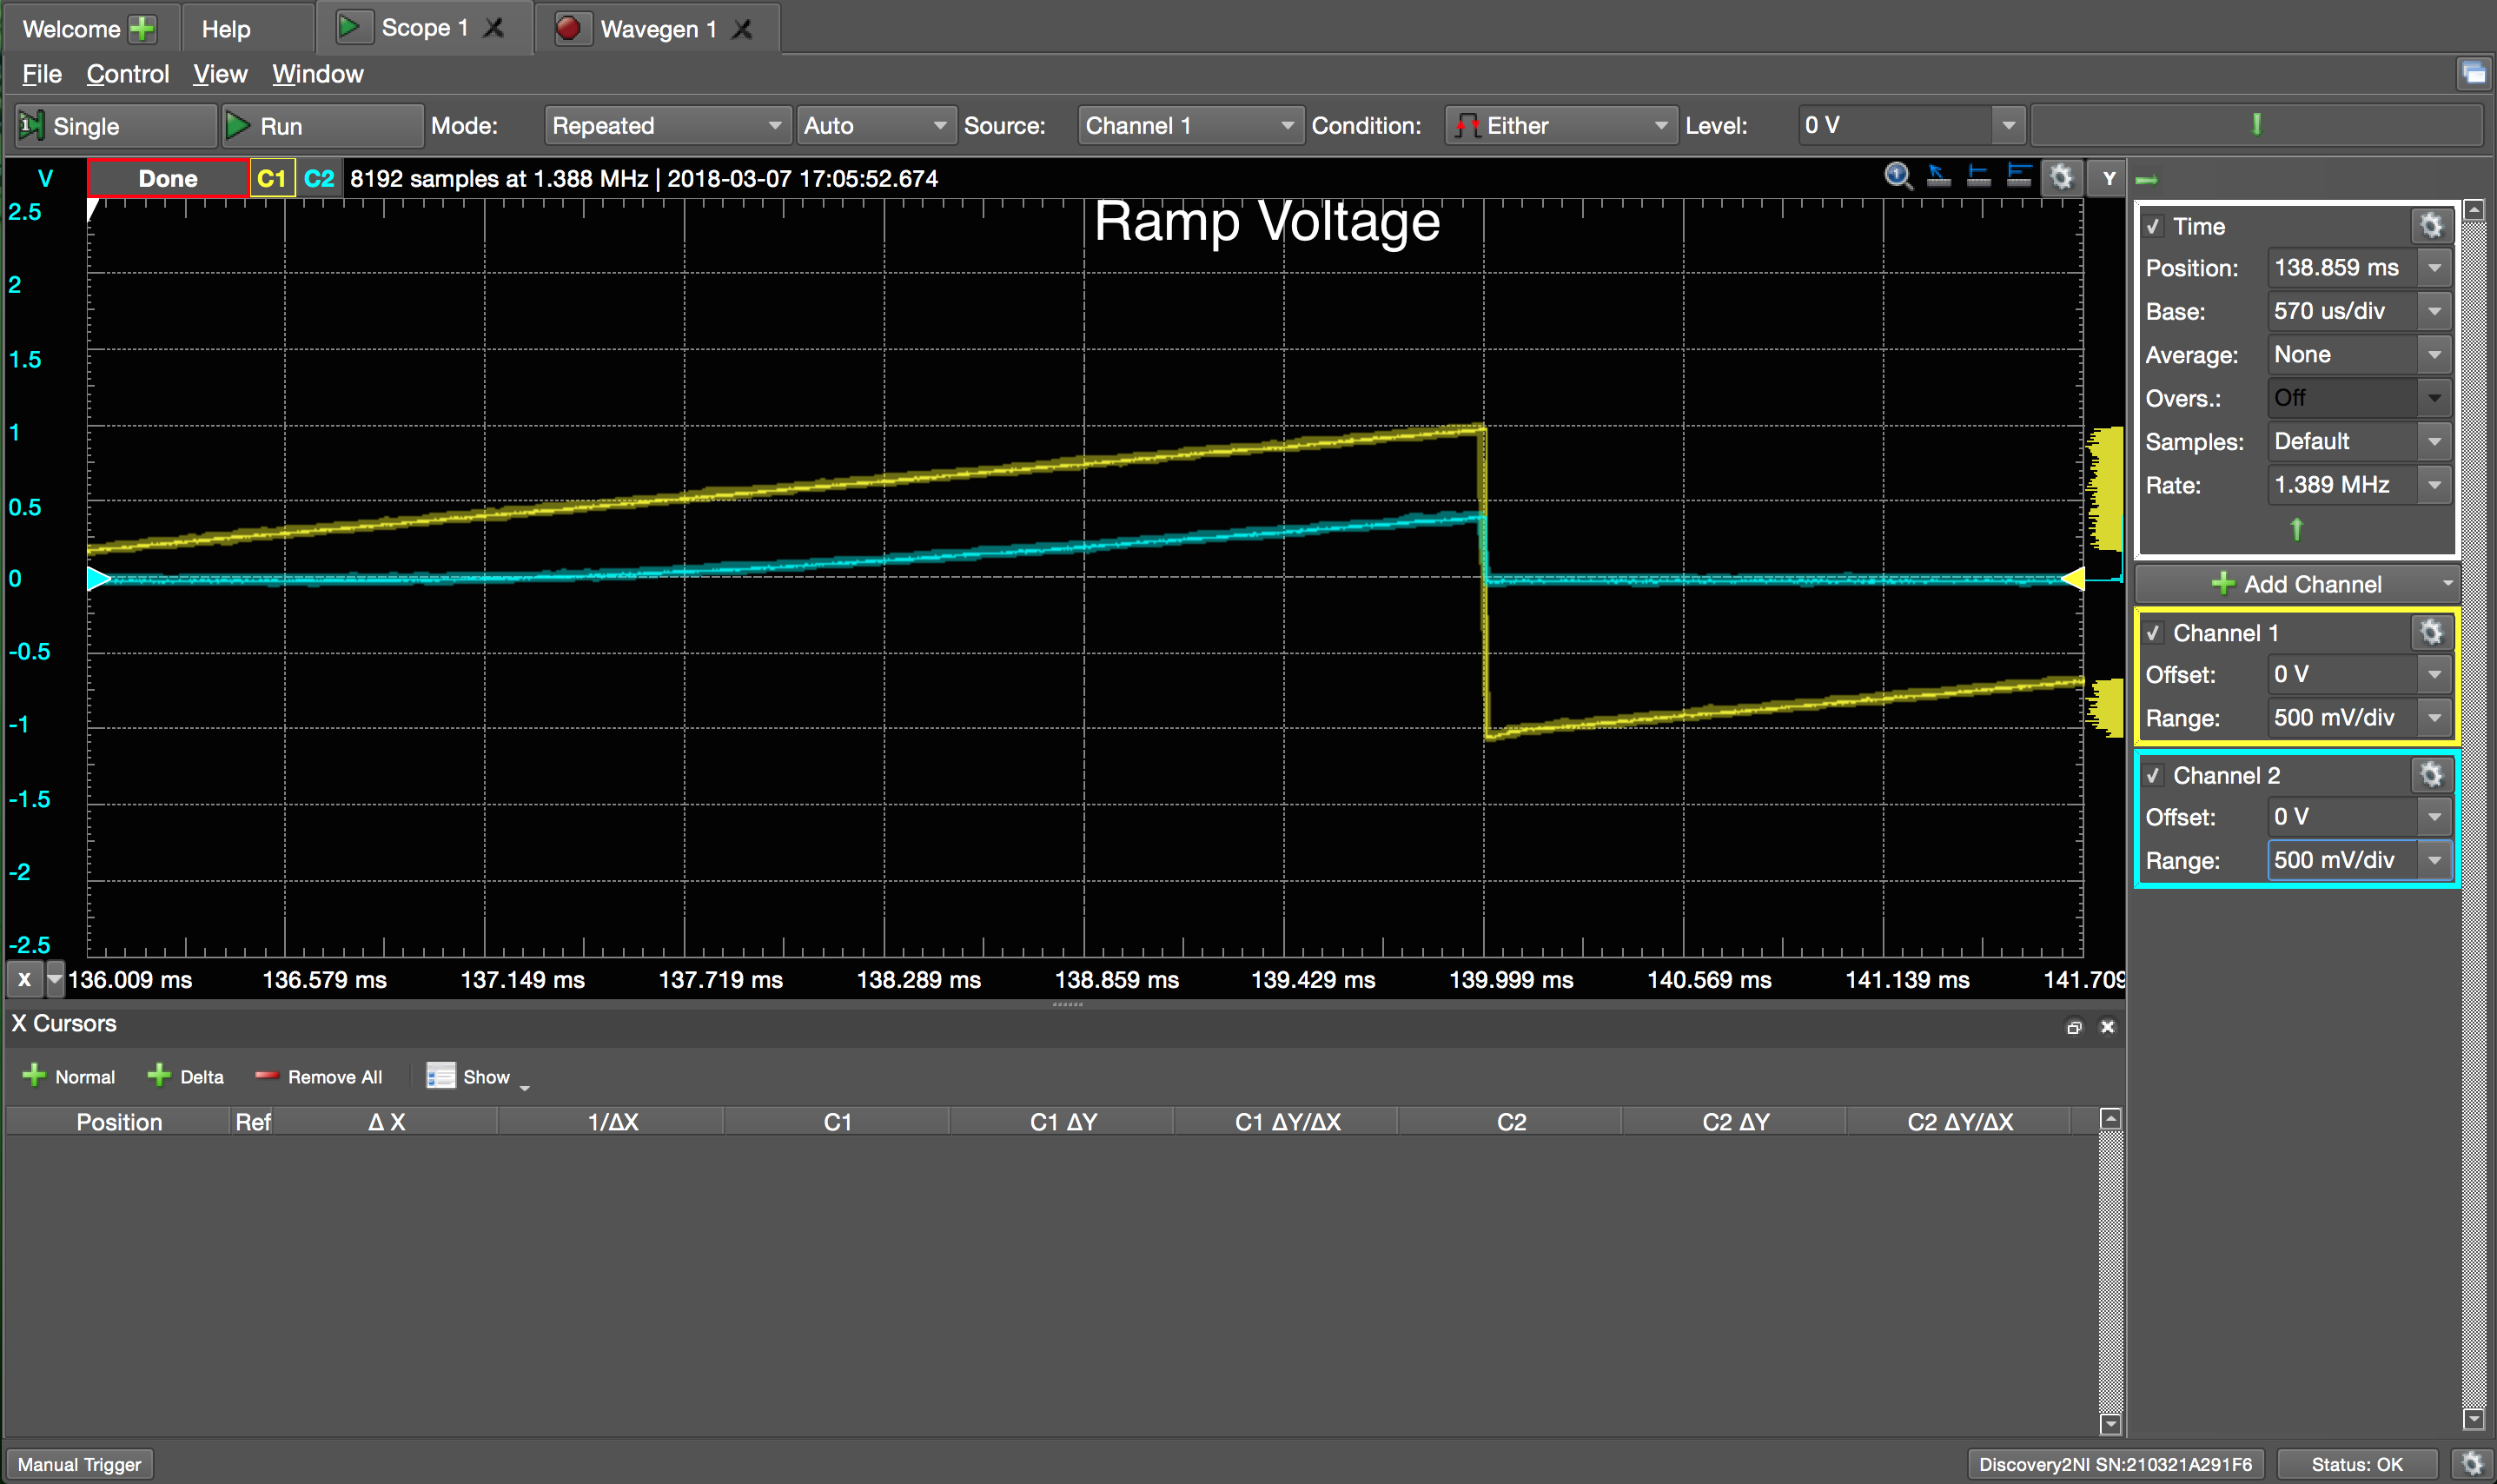 Welcome Help Scope 1 Wavegen 1
File Control View Window
Single Run Mode: Repeated Auto Source: Channel 1 Condition: Either Level: 0 V
V Done C1 C2 8192 samples at 1.388 MHz | 2018-03-07 17:05:52.674 Y
Ramp Voltage
2.5
2
1.5
1
0.5
0
-0.5
-1
-1.5
-2
-2.5
X 136.009 ms 136.579 ms 137.149 ms 137.719 ms 138.289 ms 138.859 ms 139.429 ms 139.999 ms 140.569 ms 141.139 ms 141.709
Time
Position: 138.859 ms
Base: 570 us/div
Average: None
Overs.: Off
Samples: Default
Rate: 1.389 MHz
Add Channel
Channel 1
Offset: 0 V
Range: 500 mV/div
Channel 2
Offset: 0 V
Range: 500 mV/div
X Cursors
Normal Delta Remove All Show
Position Ref Δ X 1/ΔX C1 C1 ΔY C1 ΔY/ΔX C2 C2 ΔY C2 ΔY/ΔX
Manual Trigger Discovery2NI SN:210321A291F6 Status: OK